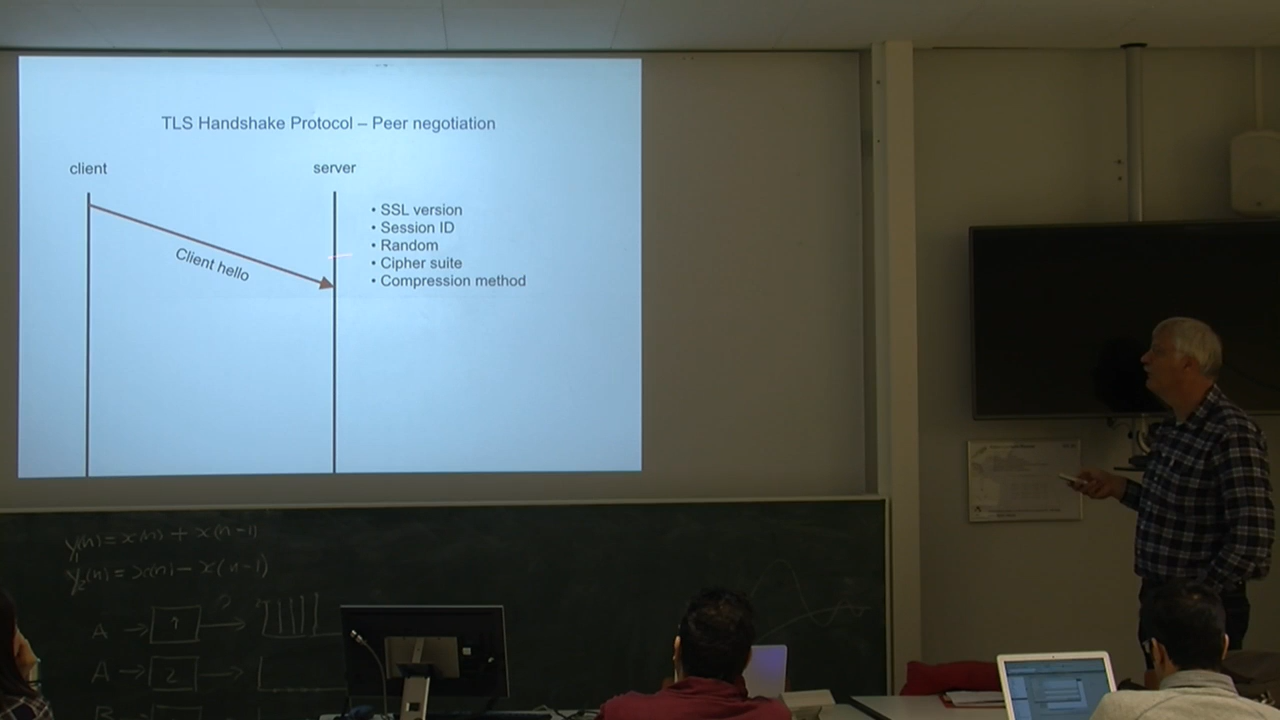 TLS Handshake Protocol – Peer negotiation
client
server
• SSL version
• Session ID
• Random
• Cipher suite
• Compression method
Client hello
y₁(n) = x(n) + x(n-1)
y₂(n) = x(n) - x(n-1)
A → 1 → ?
A → 2 →
B